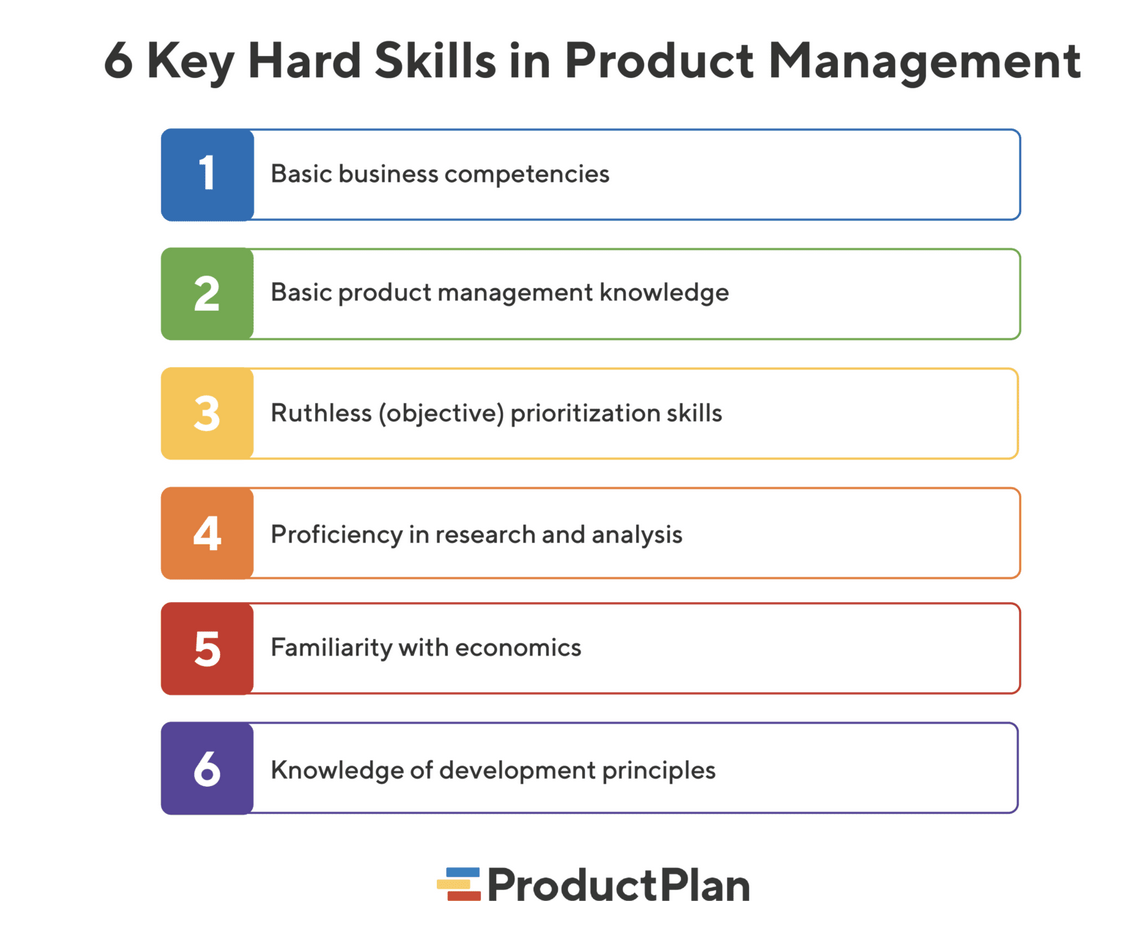 6 Key Hard Skills in Product Management
1
Basic business competencies
2
Basic product management knowledge
3
Ruthless (objective) prioritization skills
4
Proficiency in research and analysis
5
Familiarity with economics
6
Knowledge of development principles
ProductPlan